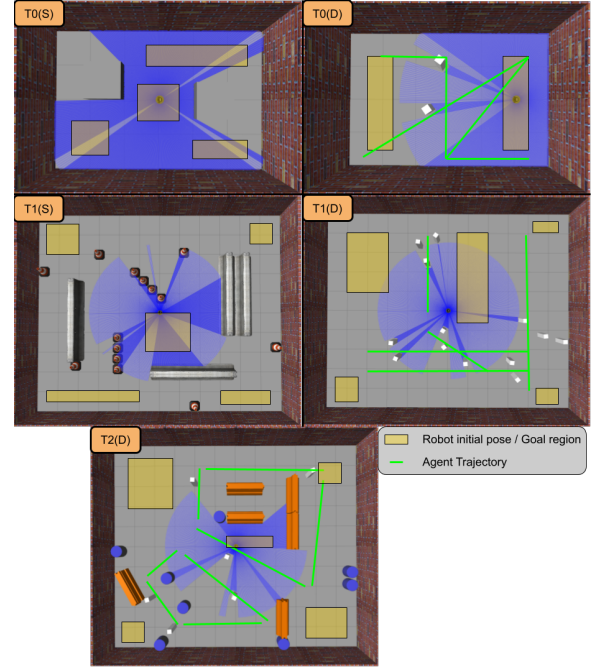 T0(S)
T0(D)
T1(S)
T1(D)
T2(D)
Robot initial pose / Goal region
Agent Trajectory